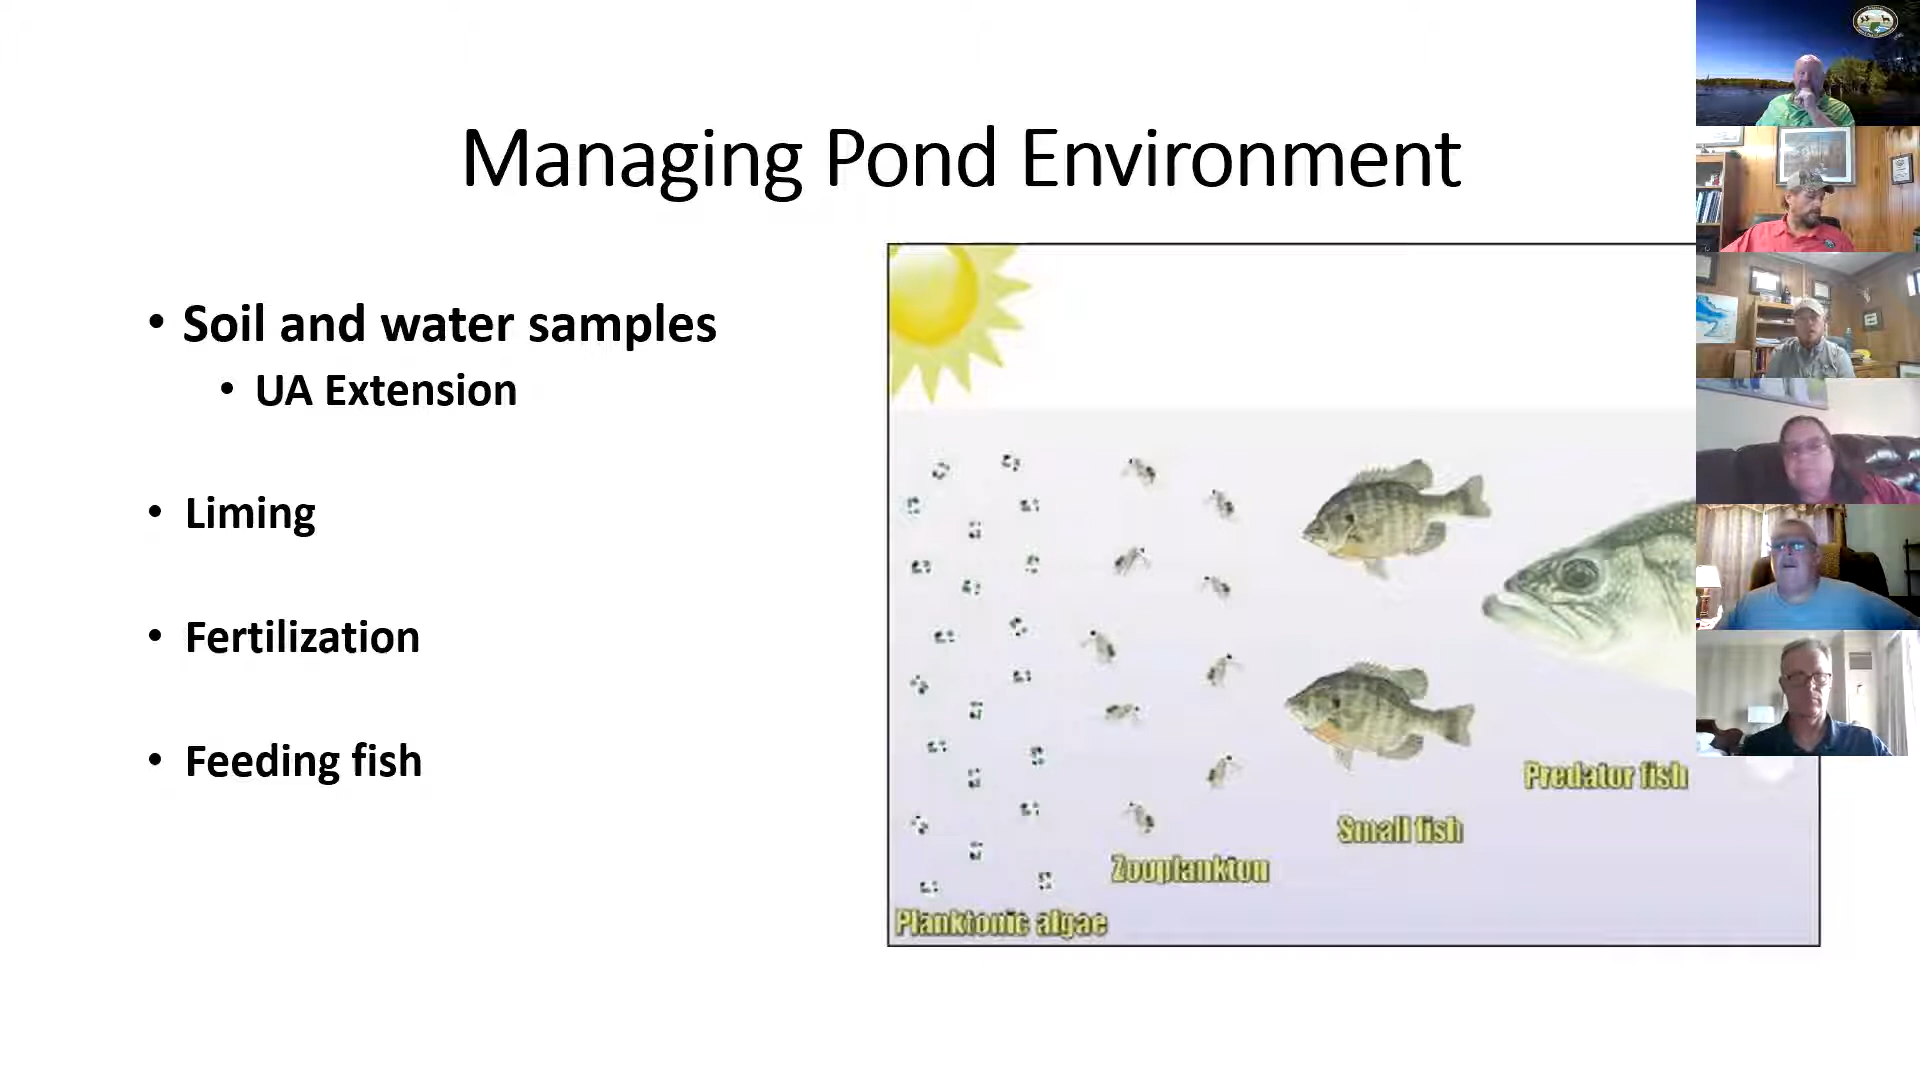 Managing Pond Environment
• Soil and water samples
• UA Extension
• Liming
• Fertilization
• Feeding fish
Predator fish
Small fish
Zooplankton
Planktonic algae